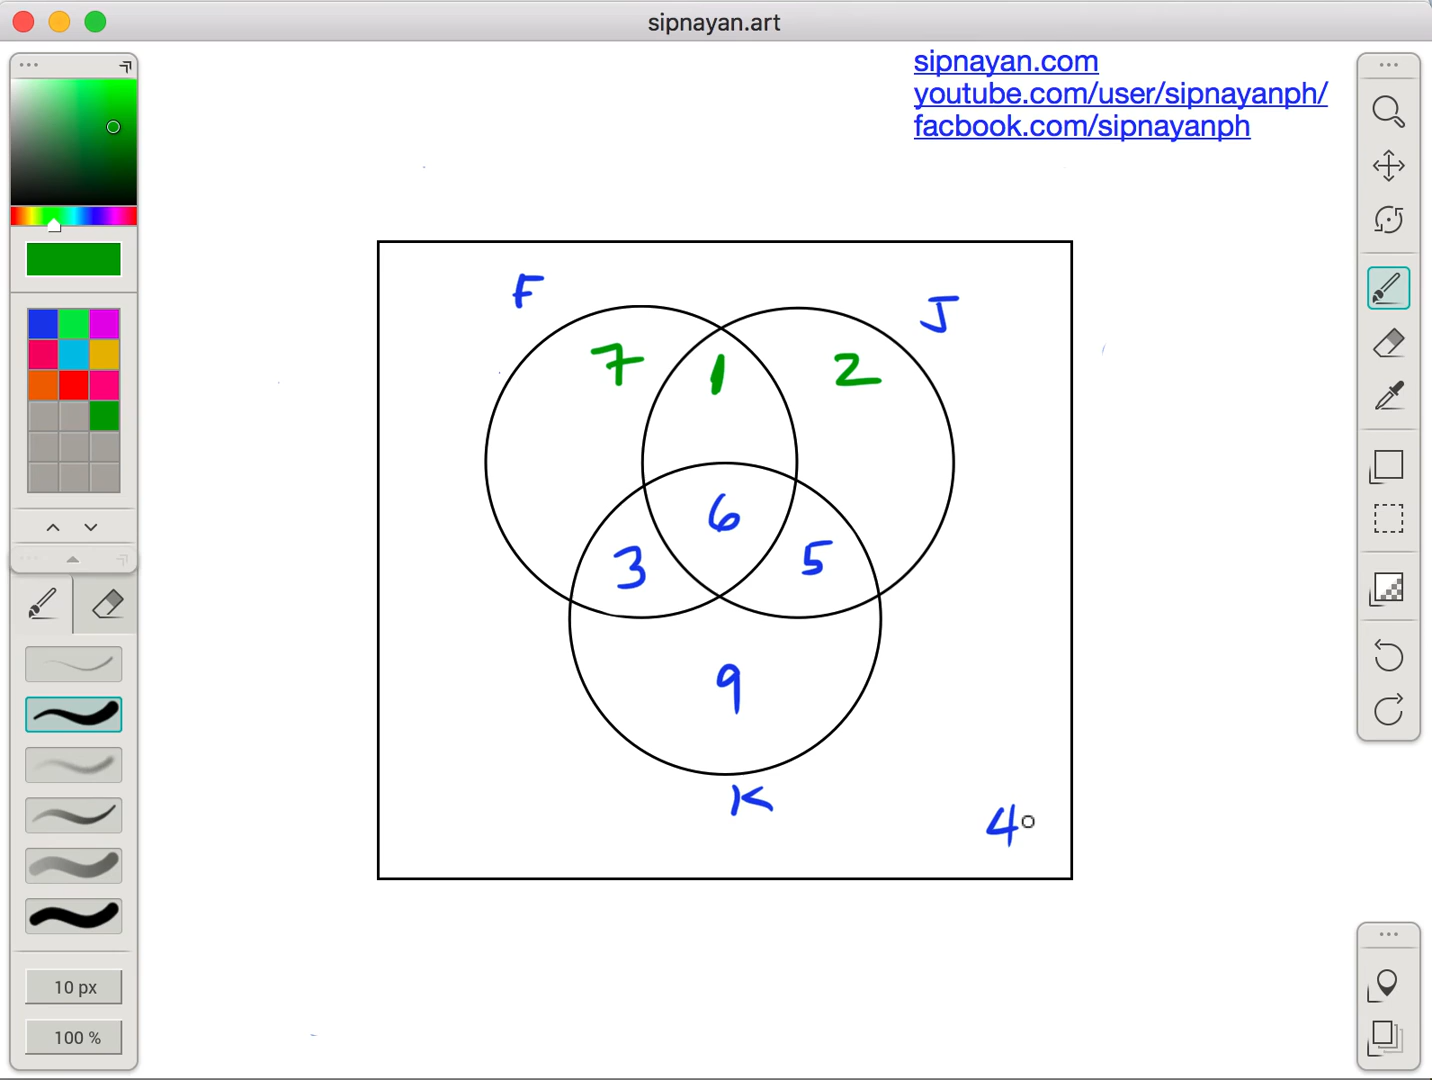 sipnayan.art
sipnayan.com
youtube.com/user/sipnayanph/
facbook.com/sipnayanph
F
J
7 1 2
6
3 5
9
K
4
10 px
100 %